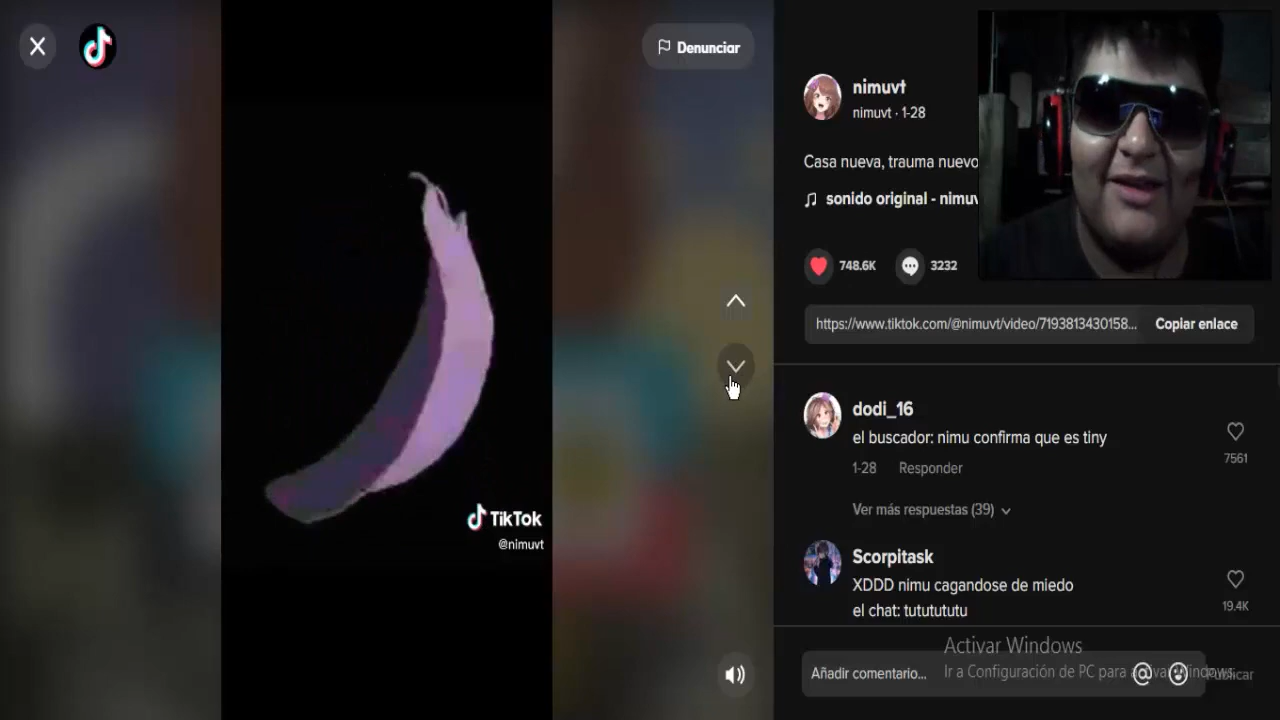 Denunciar
TikTok
@nimuvt
nimuvt
nimuvt · 1-28
Casa nueva, trauma nuevo
sonido original - nimuv
748.6K
3232
https://www.tiktok.com/@nimuvt/video/7193813430158...
Copiar enlace
dodi_16
el buscador: nimu confirma que es tiny
7561
1-28
Responder
Ver más respuestas (39)
Scorpitask
XDDD nimu cagandose de miedo
el chat: tutututututu
19.4K
Activar Windows
Ir a Configuración de PC para activar Windows.
Añadir comentario...
Publicar